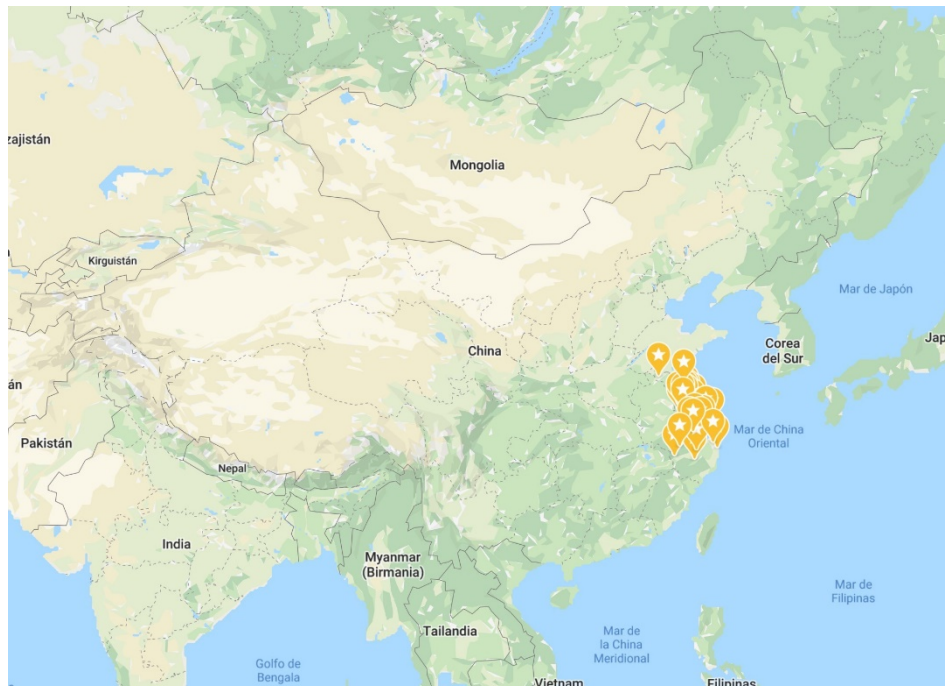 zajistán
Mongolia
Kirguistán
Mar de Japón
China
Corea
del Sur
Jap
án
Mar de China
Oriental
Pakistán
Nepal
India
Myanmar
(Birmania)
Mar de
Filipinas
Tailandia
Mar de
la China
Meridional
Golfo de
Bengala
Vietnam
Filipinas